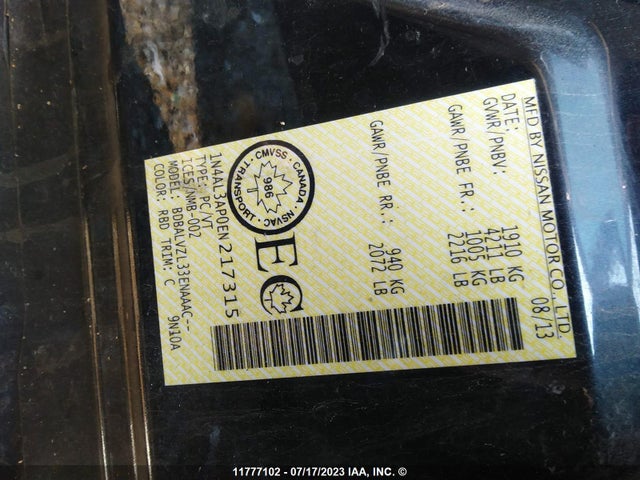 MFD BY NISSAN MOTOR CO., LTD.
DATE: 08/13
GVWR/PNBV: 1910 KG
4211 LB
GAWR/PNBE FR.: 1005 KG
2216 LB
GAWR/PNBE RR.: 940 KG
2072 LB
CMVSS · CANADA · NSVAC · TRANSPORT ·
986
EC
1N4AL3AP0EN217315
TYPE: PC/VT
ICES/NMB-002
MODEL: BDBALVZL33ENAAAC--
COLOR: RBD TRIM: C 9N10A
11777102 - 07/17/2023 IAA, INC. ©